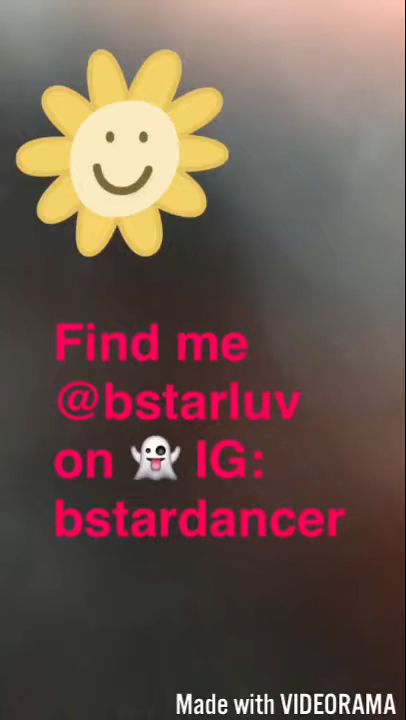 Find me
@bstarluv
on 👻 IG:
bstardancer
Made with VIDEORAMA